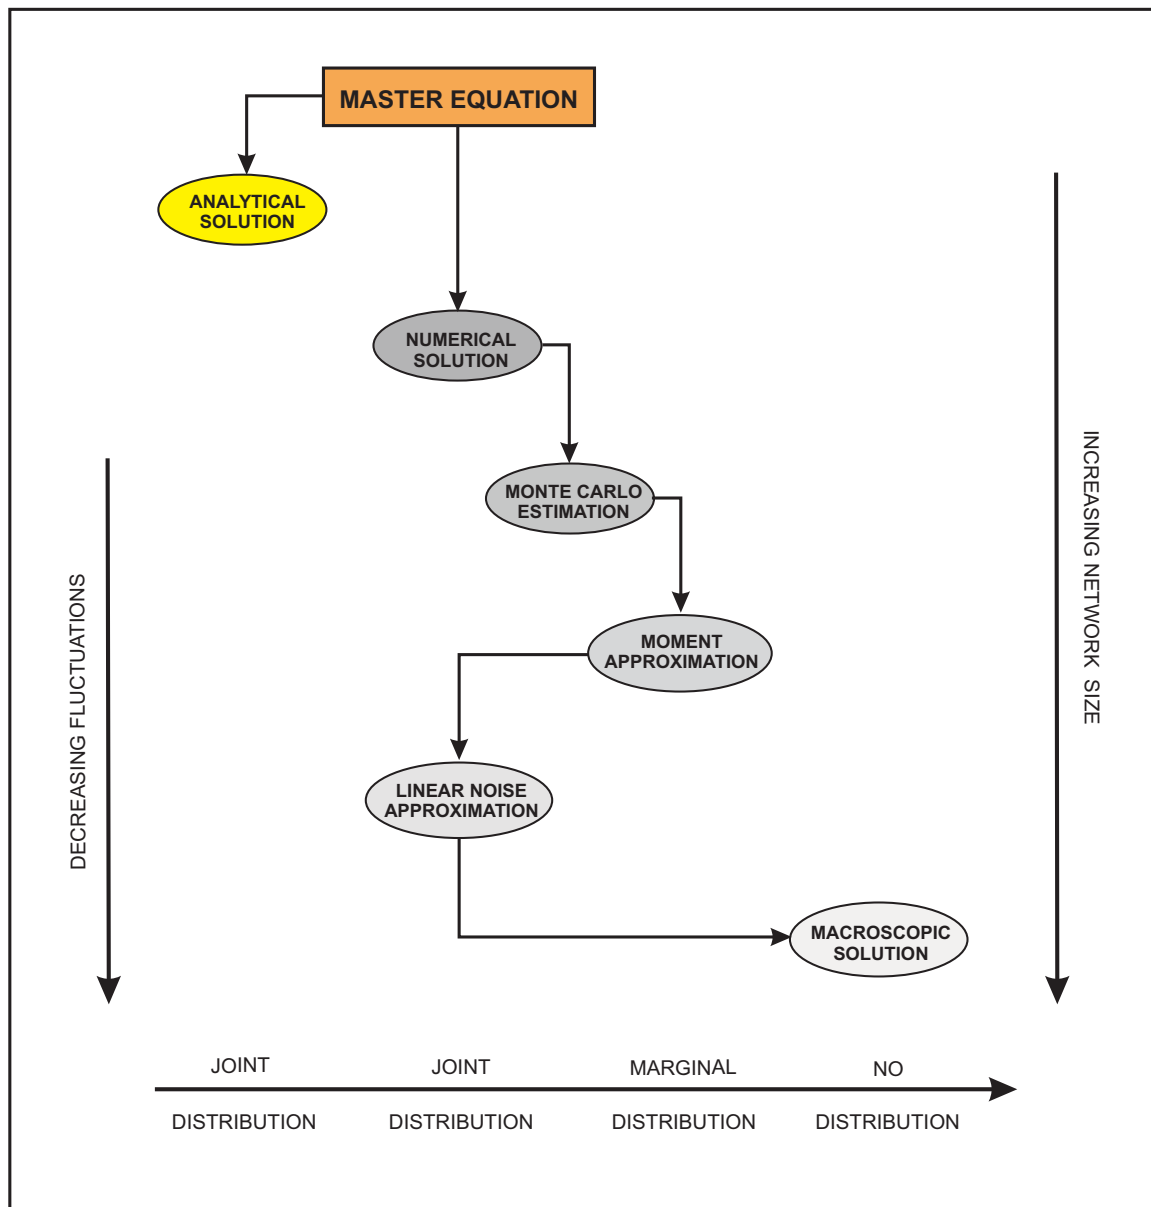 MASTER EQUATION
ANALYTICAL
SOLUTION
NUMERICAL
SOLUTION
MONTE CARLO
ESTIMATION
MOMENT
APPROXIMATION
LINEAR NOISE
APPROXIMATION
MACROSCOPIC
SOLUTION
DECREASING FLUCTUATIONS
INCREASING NETWORK SIZE
JOINT JOINT MARGINAL NO
DISTRIBUTION DISTRIBUTION DISTRIBUTION DISTRIBUTION